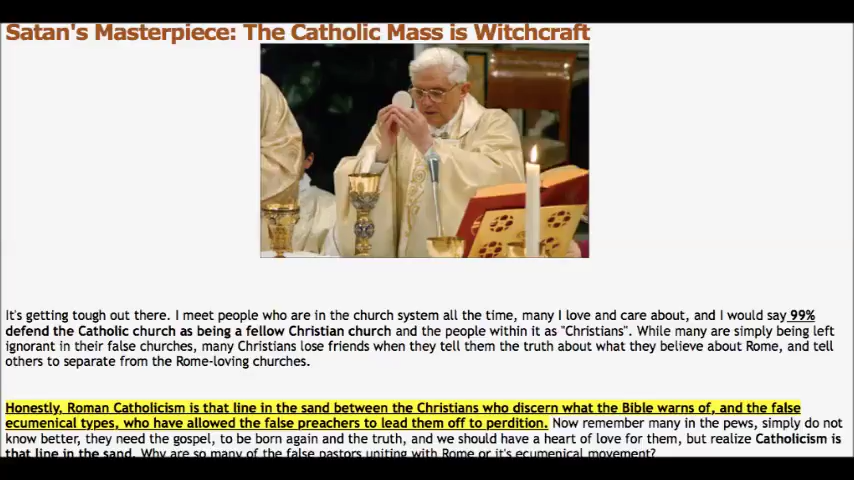 Satan's Masterpiece: The Catholic Mass is Witchcraft
It's getting tough out there. I meet people who are in the church system all the time, many I love and care about, and I would say 99%
defend the Catholic church as being a fellow Christian church and the people within it as "Christians". While many are simply being left
ignorant in their false churches, many Christians lose friends when they tell them the truth about what they believe about Rome, and tell
others to separate from the Rome-loving churches.
Honestly, Roman Catholicism is that line in the sand between the Christians who discern what the Bible warns of, and the false
ecumenical types, who have allowed the false preachers to lead them off to perdition. Now remember many in the pews, simply do not
know better, they need the gospel, to be born again and the truth, and we should have a heart of love for them, but realize Catholicism is
that line in the sand. Why are so many of the false pastors uniting with Rome or it's ecumenical movement?